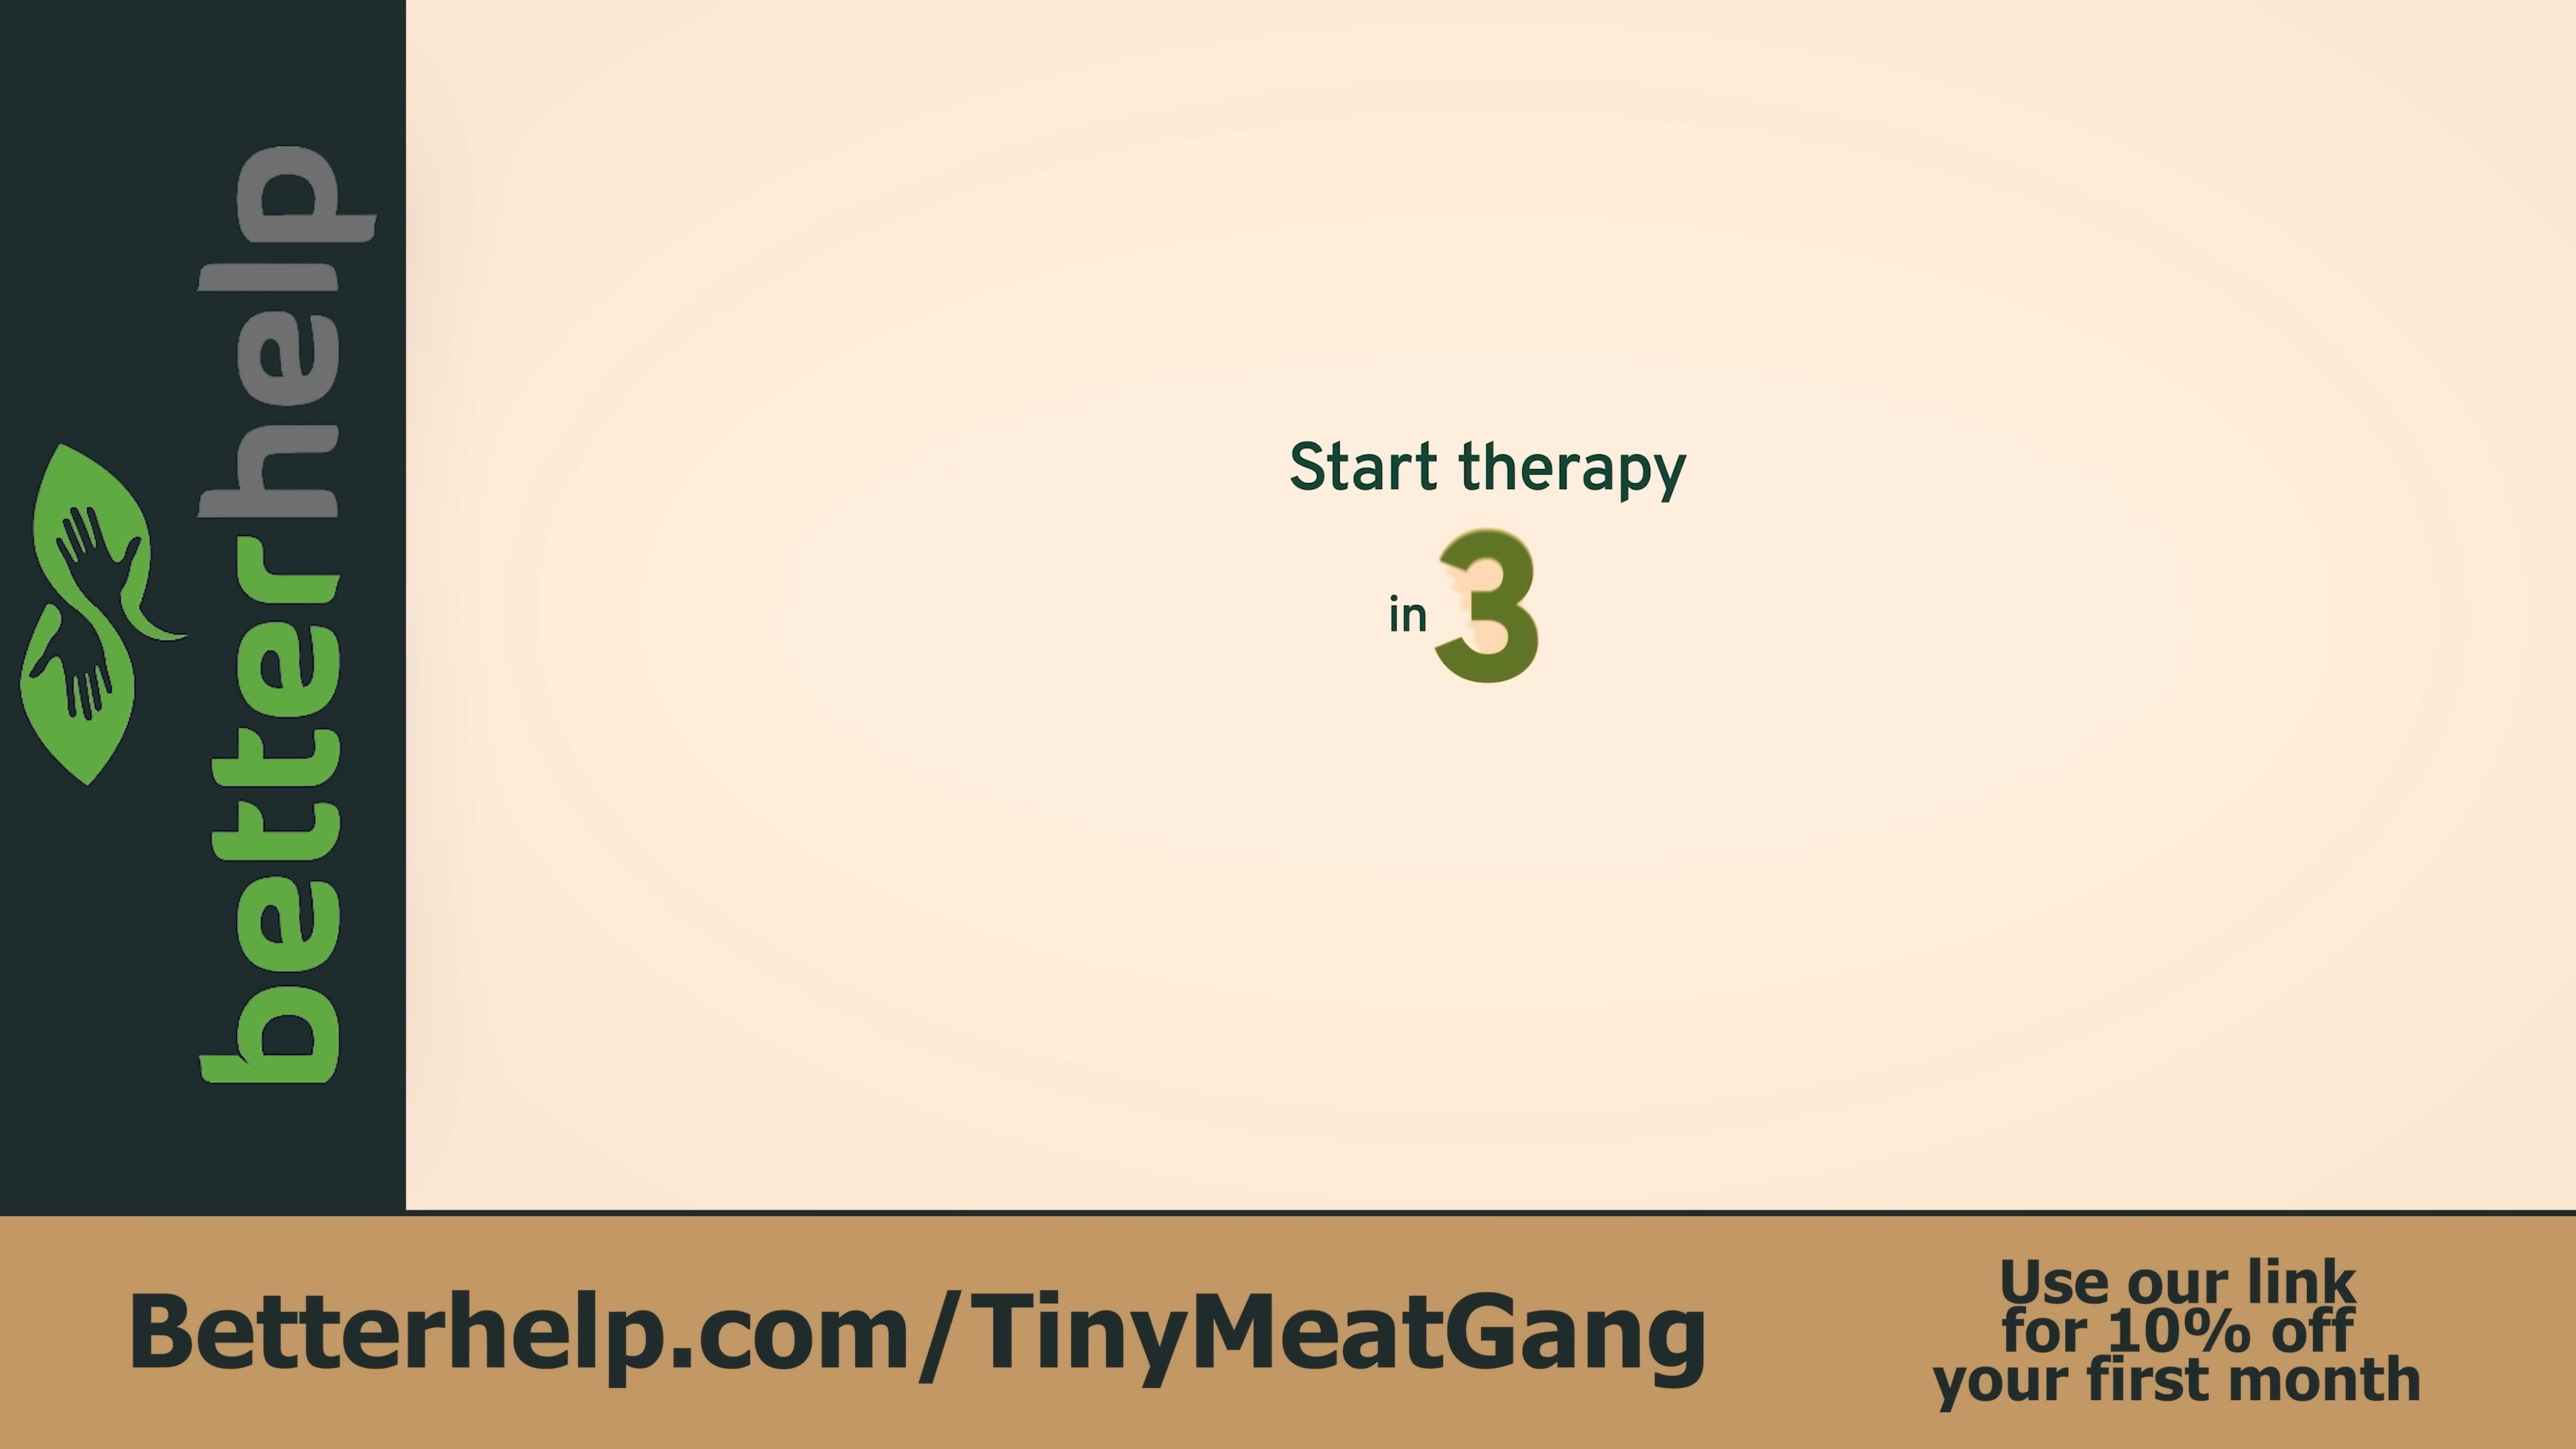 betterhelp
Start therapy
in 3
Betterhelp.com/TinyMeatGang
Use our link
for 10% off
your first month